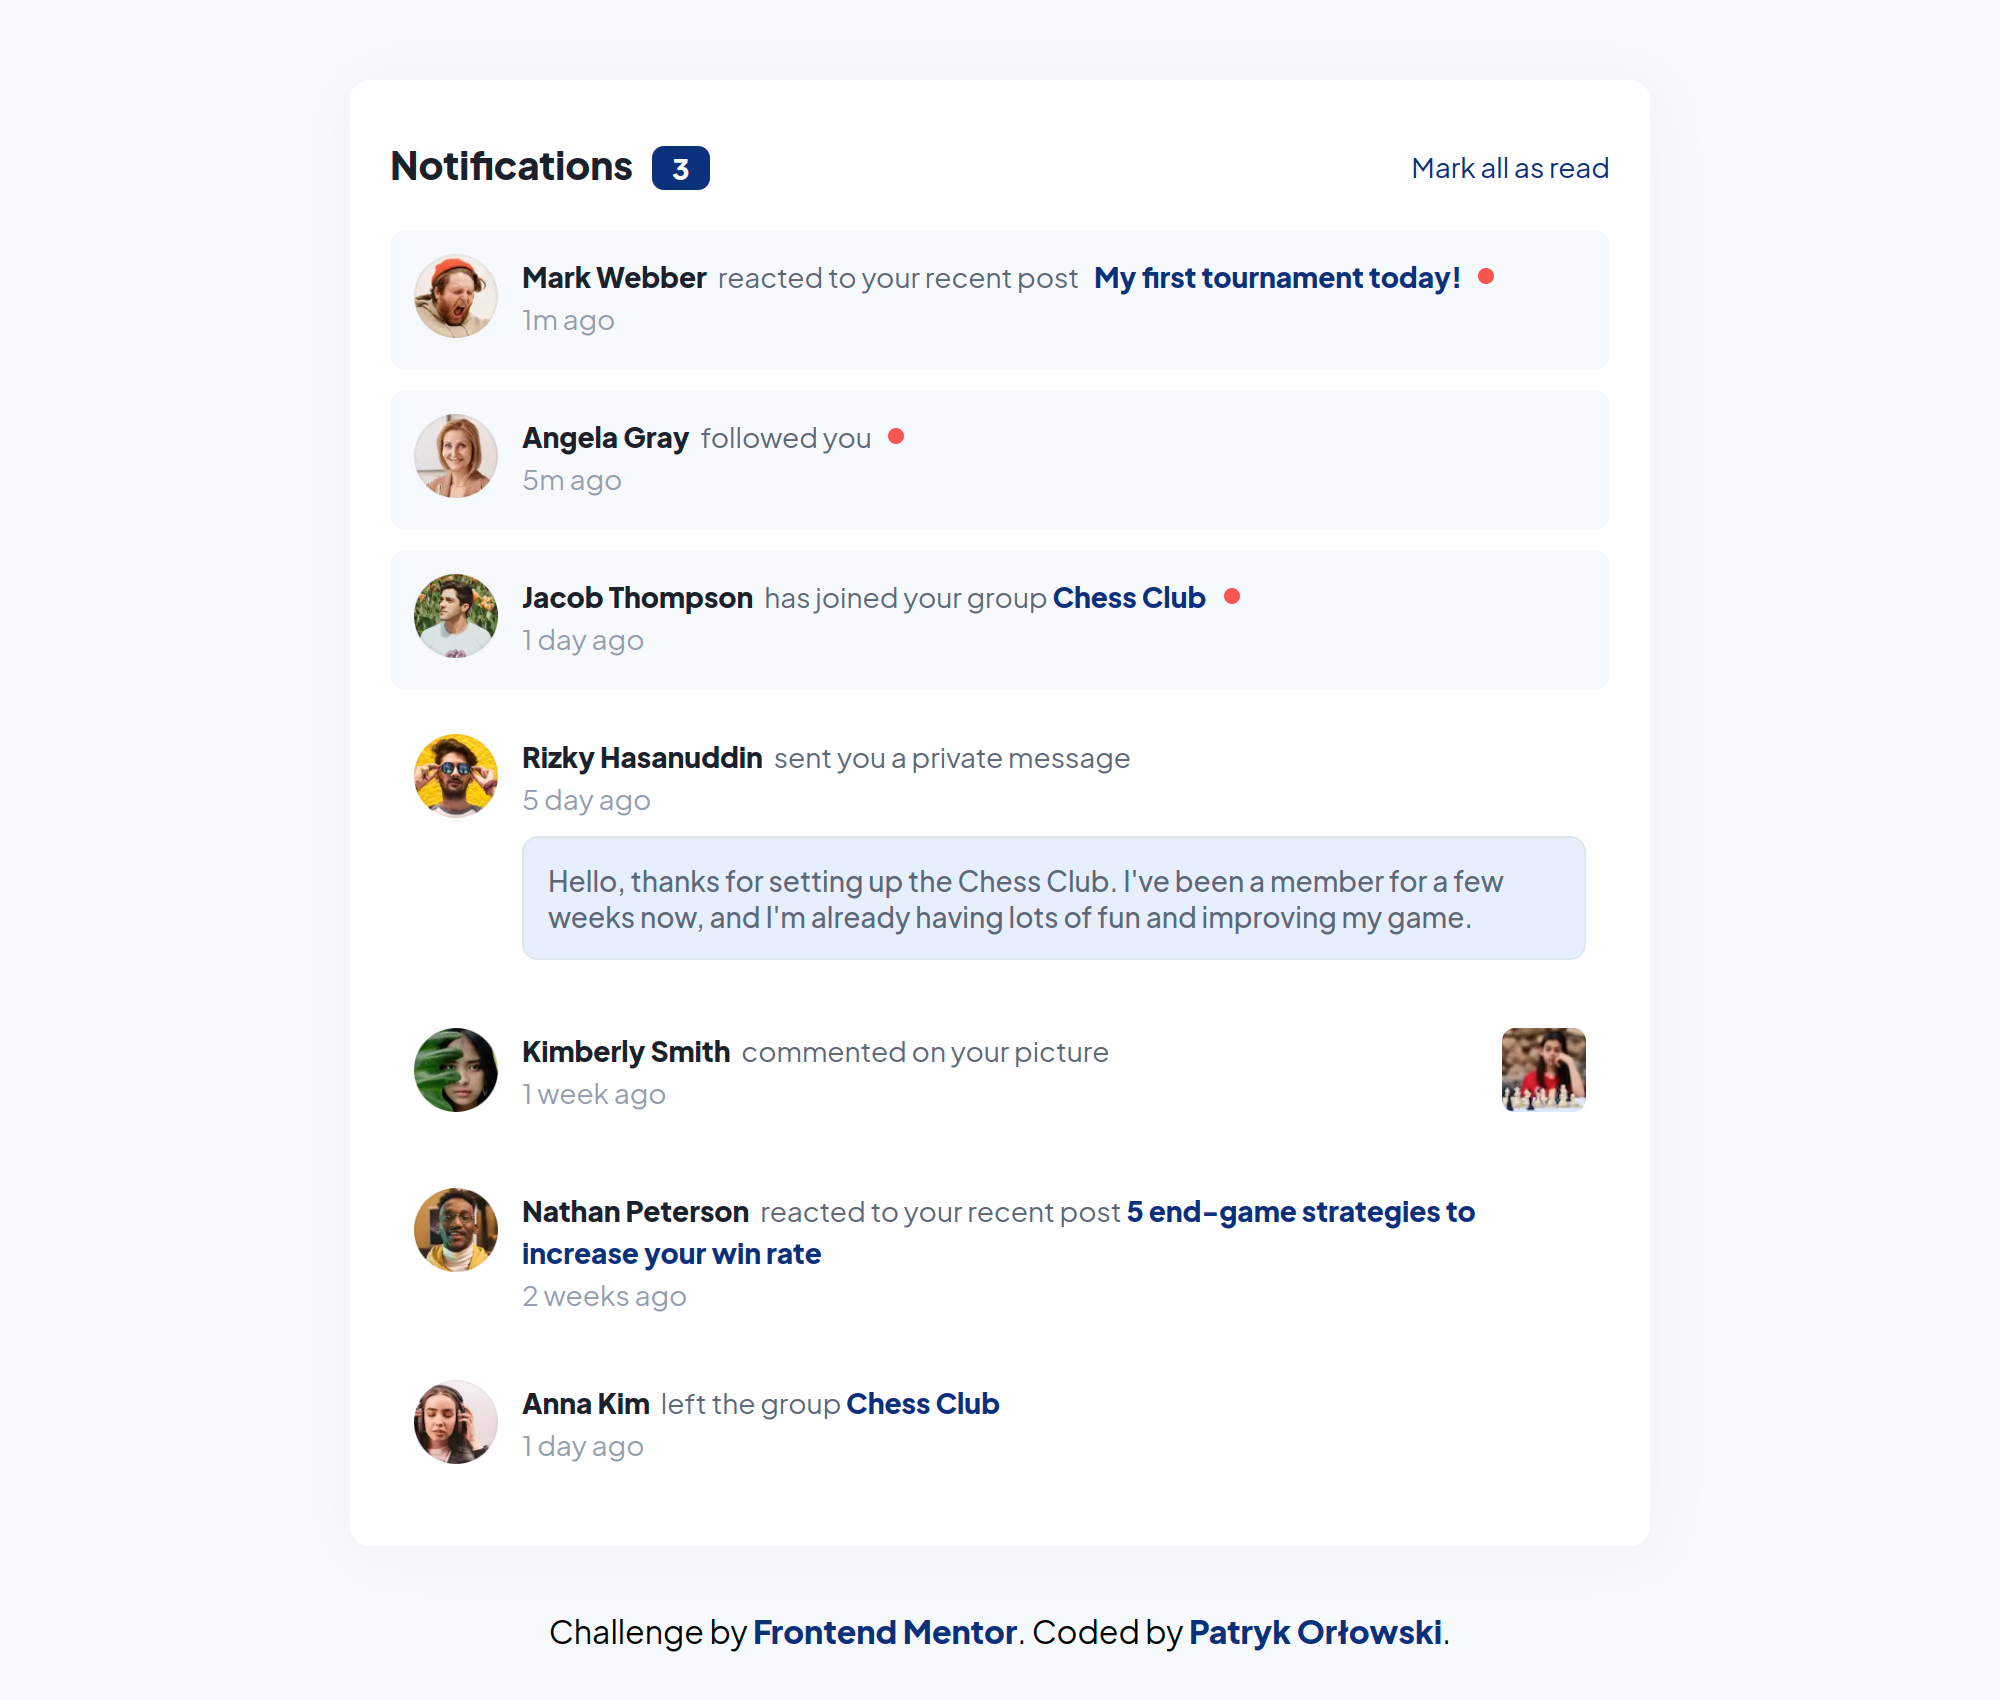 Notifications 3 Mark all as read
Mark Webber reacted to your recent post My first tournament today!
1m ago
Angela Gray followed you
5m ago
Jacob Thompson has joined your group Chess Club
1 day ago
Rizky Hasanuddin sent you a private message
5 day ago
Hello, thanks for setting up the Chess Club. I've been a member for a few
weeks now, and I'm already having lots of fun and improving my game.
Kimberly Smith commented on your picture
1 week ago
Nathan Peterson reacted to your recent post 5 end-game strategies to
increase your win rate
2 weeks ago
Anna Kim left the group Chess Club
1 day ago
Challenge by Frontend Mentor. Coded by Patryk Orłowski.